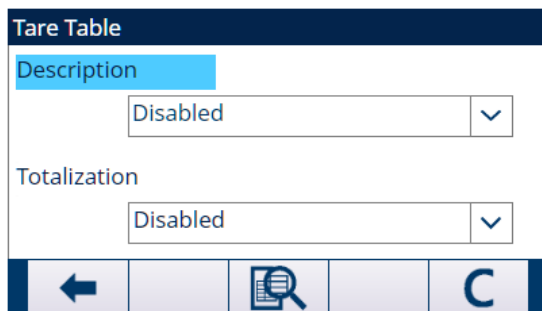 Tare Table
Description
Disabled
Totalization
Disabled
C